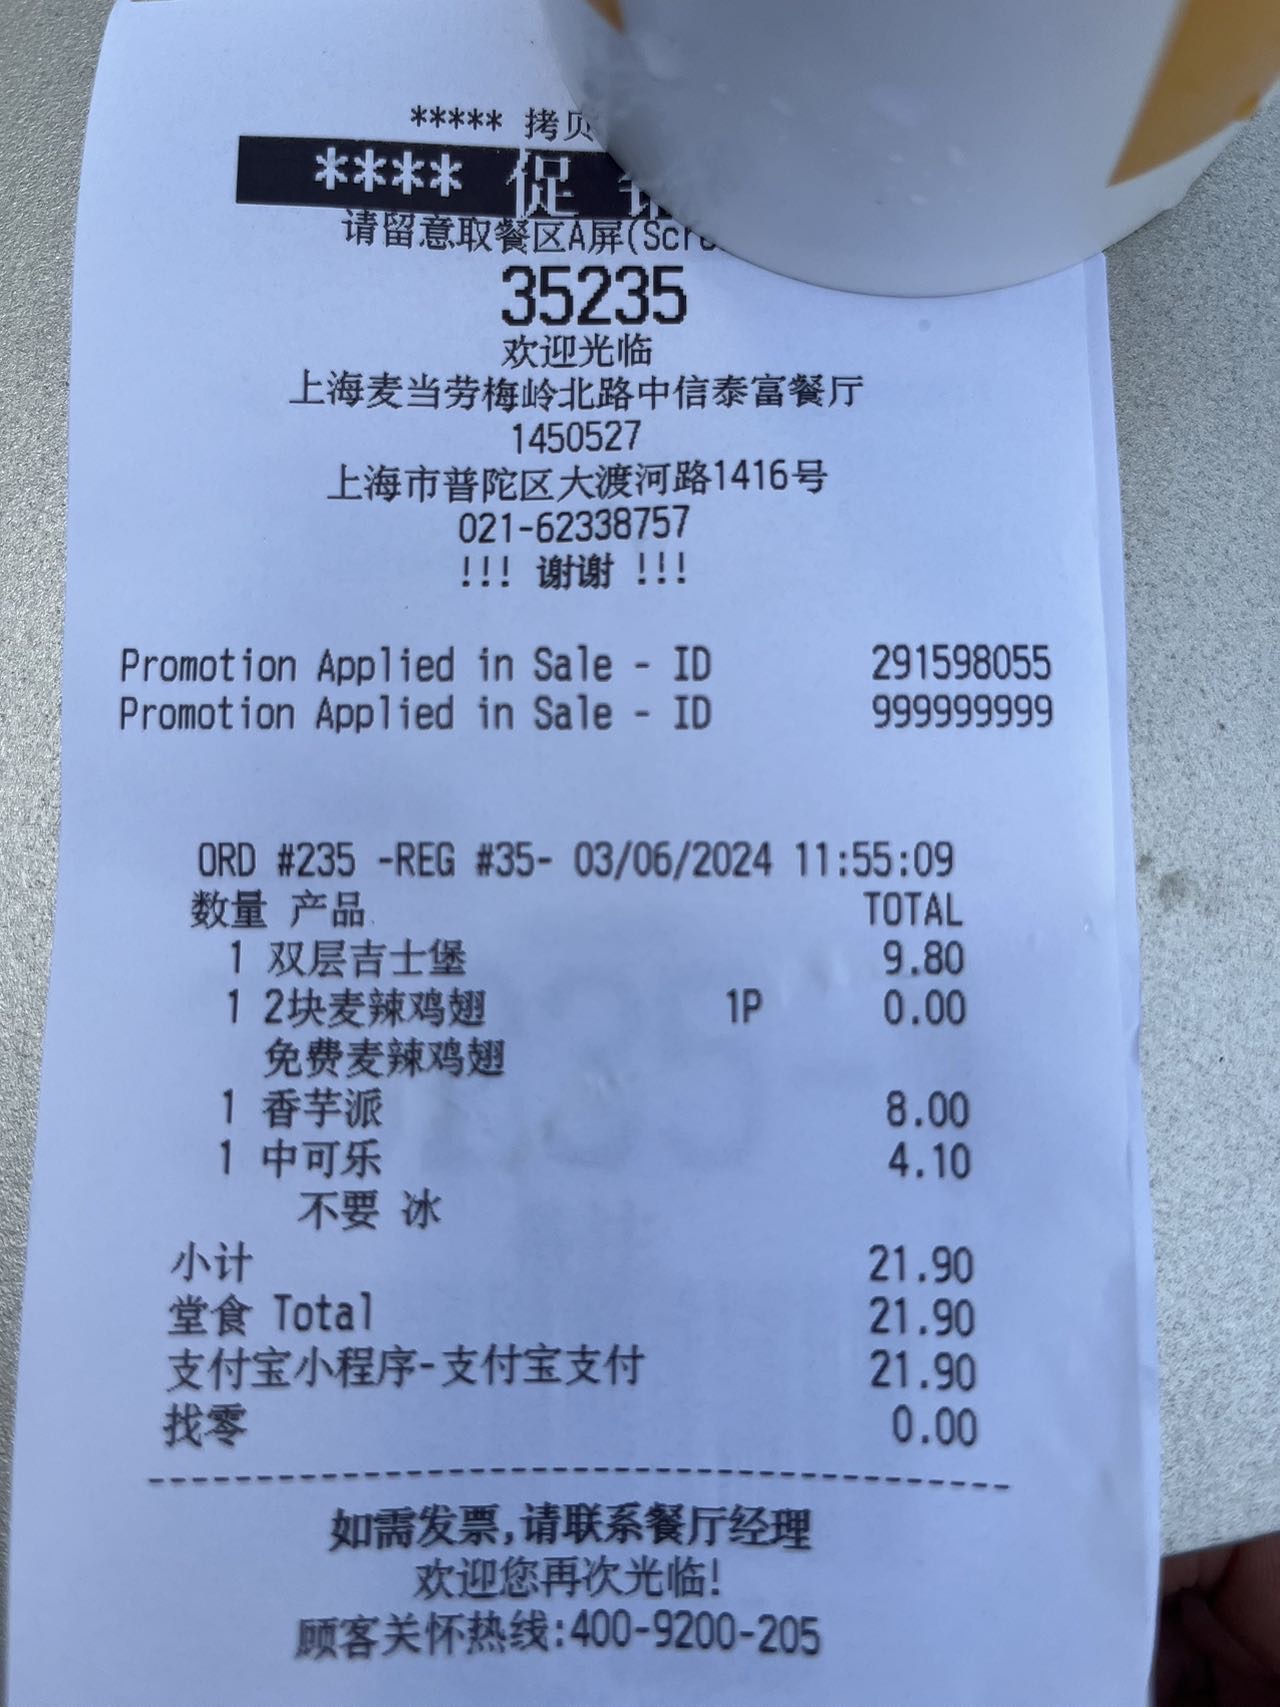 ***** 拷贝
**** 促 销
请留意取餐区A屏(Scre
35235
欢迎光临
上海麦当劳梅岭北路中信泰富餐厅
1450527
上海市普陀区大渡河路1416号
021-62338757
!!! 谢谢 !!!
Promotion Applied in Sale - ID 291598055
Promotion Applied in Sale - ID 999999999
ORD #235 -REG #35- 03/06/2024 11:55:09
数量 产品 TOTAL
1 双层吉士堡 9.80
1 2块麦辣鸡翅 1P 0.00
免费麦辣鸡翅
1 香芋派 8.00
1 中可乐 4.10
不要 冰
小计 21.90
堂食 Total 21.90
支付宝小程序-支付宝支付 21.90
找零 0.00
如需发票,请联系餐厅经理
欢迎您再次光临!
顾客关怀热线:400-9200-205